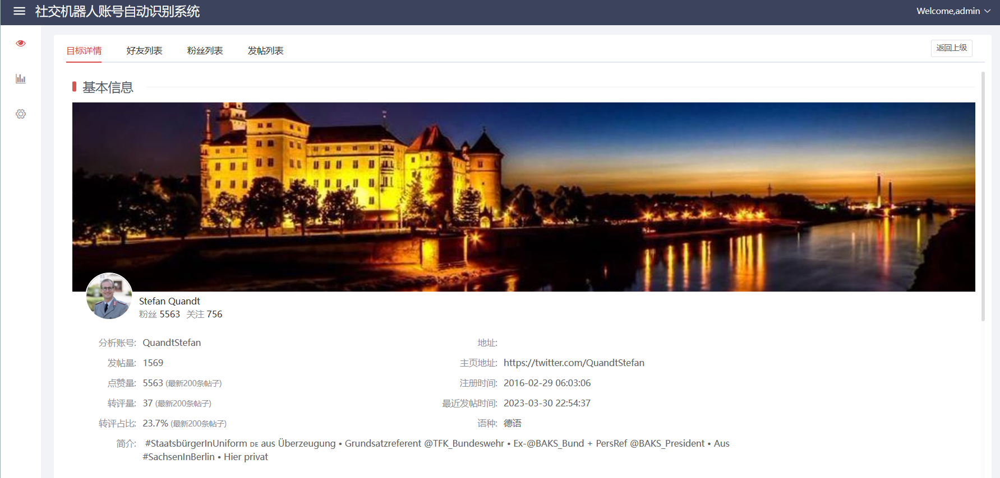 社交机器人账号自动识别系统
Welcome,admin
目标详情 好友列表 粉丝列表 发帖列表
返回上级
基本信息
Stefan Quandt
粉丝 5563 关注 756
分析账号: QuandtStefan
地址:
发帖量: 1569
主页地址: https://twitter.com/QuandtStefan
点赞量: 5563 (最新200条帖子)
注册时间: 2016-02-29 06:03:06
转评量: 37 (最新200条帖子)
最近发帖时间: 2023-03-30 22:54:37
转评占比: 23.7% (最新200条帖子)
语种: 德语
简介: #StaatsbürgerInUniform DE aus Überzeugung • Grundsatzreferent @TFK_Bundeswehr • Ex-@BAKS_Bund + PersRef @BAKS_President • Aus
#SachsenInBerlin • Hier privat